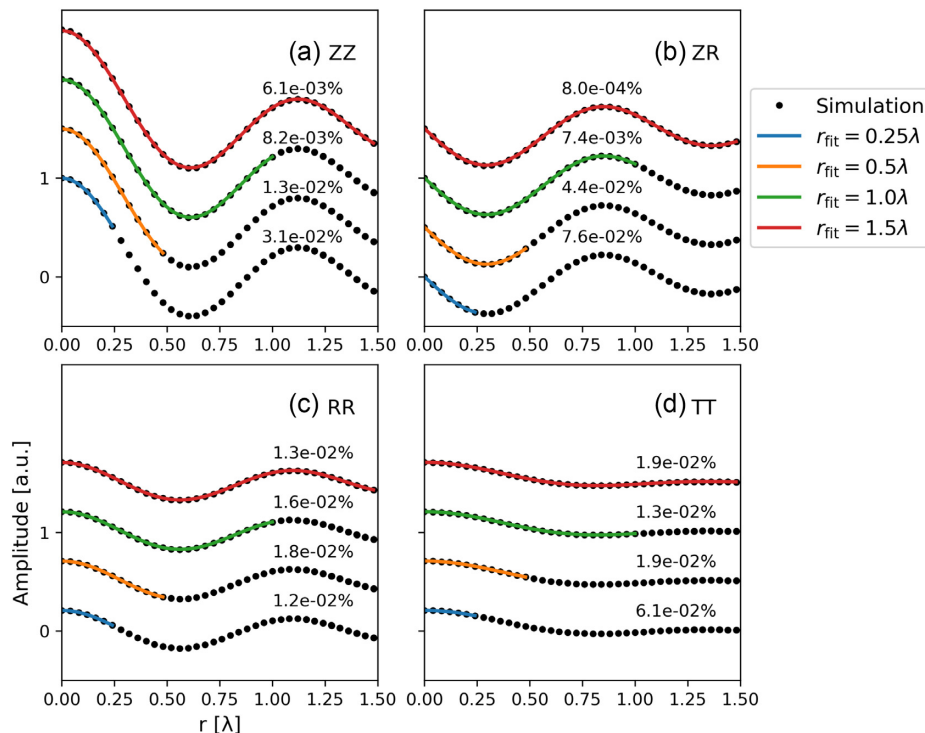 (a) ZZ
6.1e-03%
8.2e-03%
1.3e-02%
3.1e-02%
1
0
0.00 0.25 0.50 0.75 1.00 1.25 1.50
(b) ZR
8.0e-04%
7.4e-03%
4.4e-02%
7.6e-02%
0.00 0.25 0.50 0.75 1.00 1.25 1.50
Simulation
r_fit = 0.25λ
r_fit = 0.5λ
r_fit = 1.0λ
r_fit = 1.5λ
(c) RR
1.3e-02%
1.6e-02%
1.8e-02%
1.2e-02%
1
0
Amplitude [a.u.]
0.00 0.25 0.50 0.75 1.00 1.25 1.50
r [λ]
(d) TT
1.9e-02%
1.3e-02%
1.9e-02%
6.1e-02%
0.00 0.25 0.50 0.75 1.00 1.25 1.50